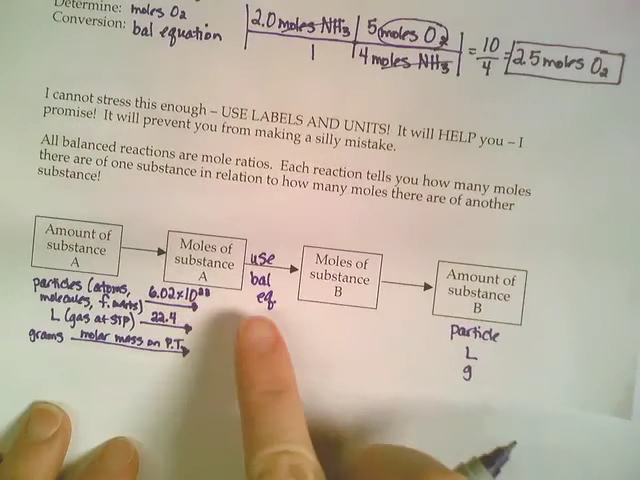 Determine: moles O2
Conversion: bal equation
2.0 moles NH3 | 5 moles O2
1 | 4 moles NH3
= 10/4 = 2.5 moles O2
I cannot stress this enough – USE LABELS AND UNITS! It will HELP you – I
promise! It will prevent you from making a silly mistake.
All balanced reactions are mole ratios. Each reaction tells you how many moles
there are of one substance in relation to how many moles there are of another
substance!
Amount of
substance
A
Moles of
substance
A
use
bal
eq.
Moles of
substance
B
Amount of
substance
B
particles (atoms,
molecules, f. units) 6.02x10²³
L (gas at STP) 22.4
grams molar mass on P.T.
particle
L
g